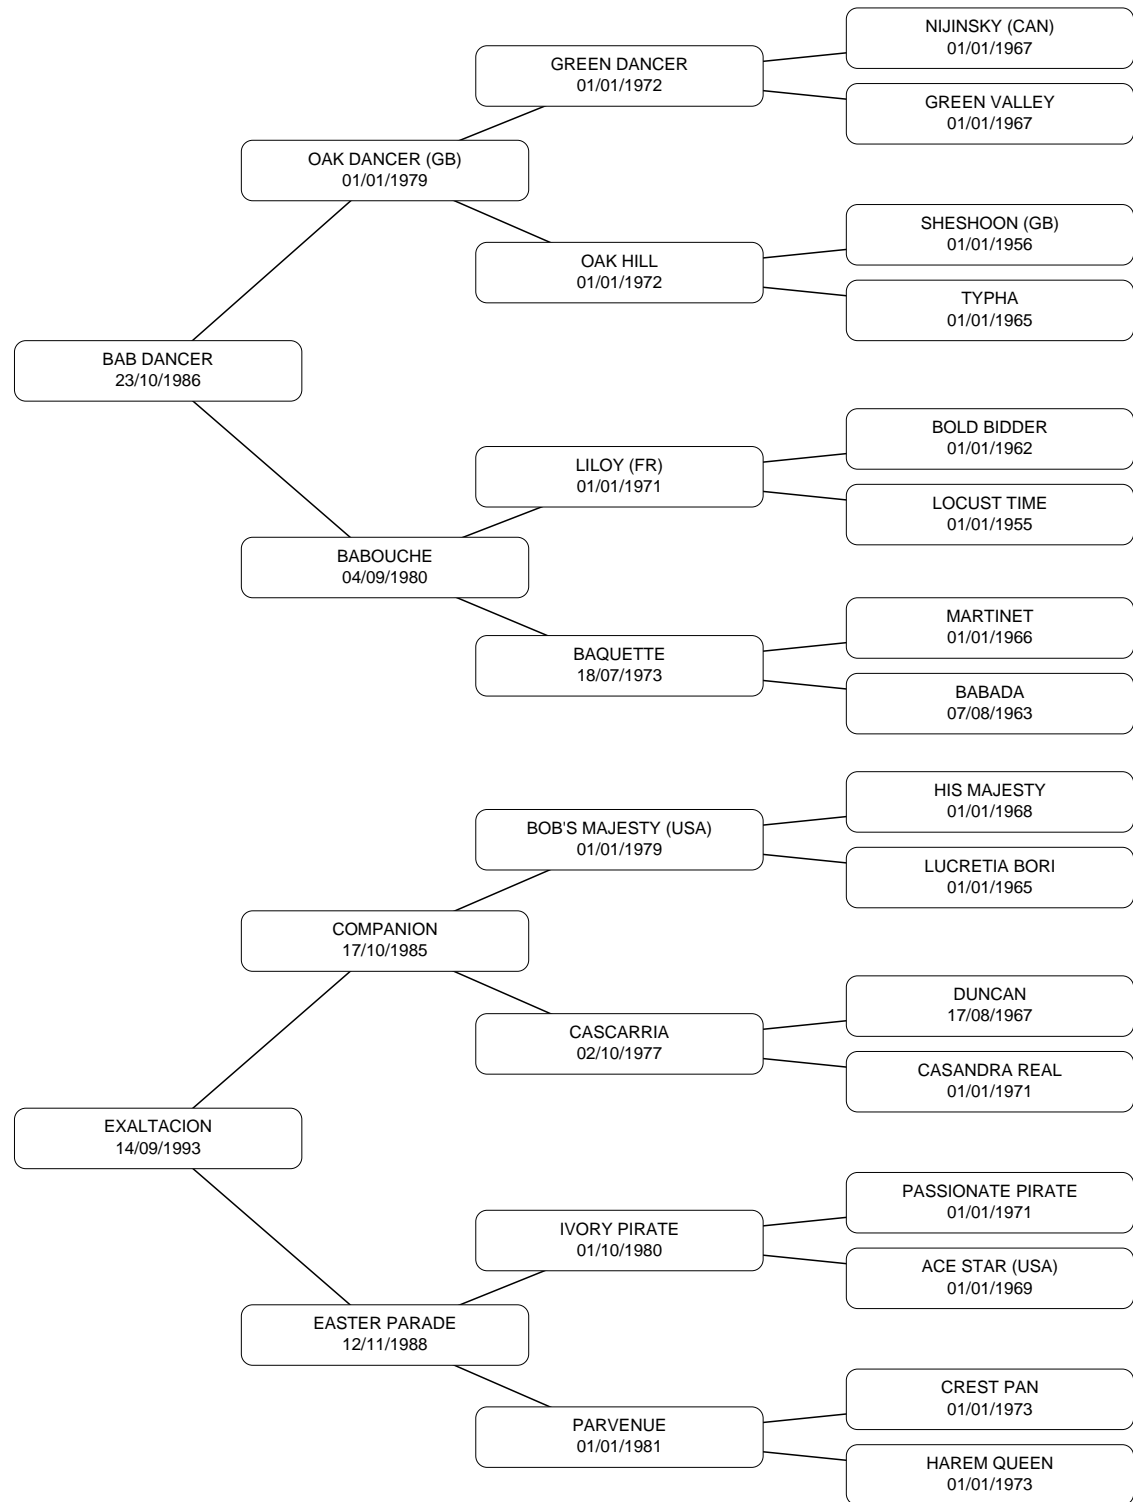 NIJINSKY (CAN)
01/01/1967
GREEN DANCER
01/01/1972
GREEN VALLEY
01/01/1967
OAK DANCER (GB)
01/01/1979
SHESHOON (GB)
01/01/1956
OAK HILL
01/01/1972
TYPHA
01/01/1965
BAB DANCER
23/10/1986
BOLD BIDDER
01/01/1962
LILOY (FR)
01/01/1971
LOCUST TIME
01/01/1955
BABOUCHE
04/09/1980
MARTINET
01/01/1966
BAQUETTE
18/07/1973
BABADA
07/08/1963
HIS MAJESTY
01/01/1968
BOB'S MAJESTY (USA)
01/01/1979
LUCRETIA BORI
01/01/1965
COMPANION
17/10/1985
DUNCAN
17/08/1967
CASCARRIA
02/10/1977
CASANDRA REAL
01/01/1971
EXALTACION
14/09/1993
PASSIONATE PIRATE
01/01/1971
IVORY PIRATE
01/10/1980
ACE STAR (USA)
01/01/1969
EASTER PARADE
12/11/1988
CREST PAN
01/01/1973
PARVENUE
01/01/1981
HAREM QUEEN
01/01/1973